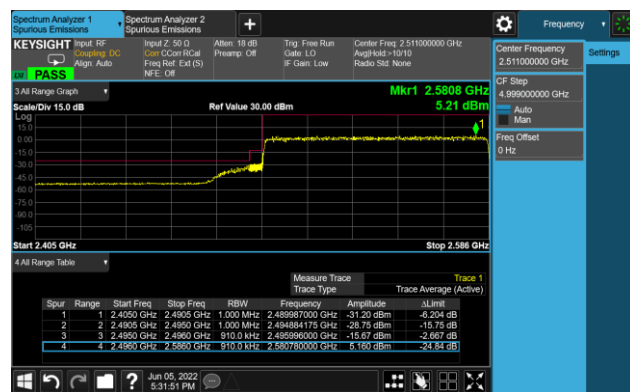 Spectrum Analyzer 1
Spurious Emissions
Spectrum Analyzer 2
Spurious Emissions
Frequency
KEYSIGHT
Input: RF
Coupling: DC
Align: Auto
Input Z: 50 Ω
Corr CCorr RCal
Freq Ref: Ext (S)
NFE: Off
Atten: 18 dB
Preamp: Off
Trig: Free Run
Gate: LO
IF Gain: Low
Center Freq: 2.511000000 GHz
Avg|Hold:>10/10
Radio Std: None
PASS
Center Frequency
2.511000000 GHz
Settings
CF Step
4.999000000 GHz
Auto
Man
Freq Offset
0 Hz
3 All Range Graph
Mkr1 2.5808 GHz
5.21 dBm
Scale/Div 15.0 dB
Ref Value 30.00 dBm
Log
15.0
0.00
-15.0
-30.0
-45.0
-60.0
-75.0
-90.0
-105
1
Start 2.405 GHz
Stop 2.586 GHz
4 All Range Table
Measure Trace Trace 1
Trace Type Trace Average (Active)
Spur Range Start Freq Stop Freq RBW Frequency Amplitude ΔLimit
1 1 2.4050 GHz 2.4905 GHz 1.000 MHz 2.489987000 GHz -31.20 dBm -6.204 dB
2 2 2.4905 GHz 2.4950 GHz 1.000 MHz 2.494884175 GHz -28.75 dBm -15.75 dB
3 3 2.4950 GHz 2.4960 GHz 910.0 kHz 2.495996000 GHz -15.67 dBm -2.667 dB
4 4 2.4960 GHz 2.5860 GHz 910.0 kHz 2.580780000 GHz 5.160 dBm -24.84 dB
Jun 05, 2022
5:31:51 PM